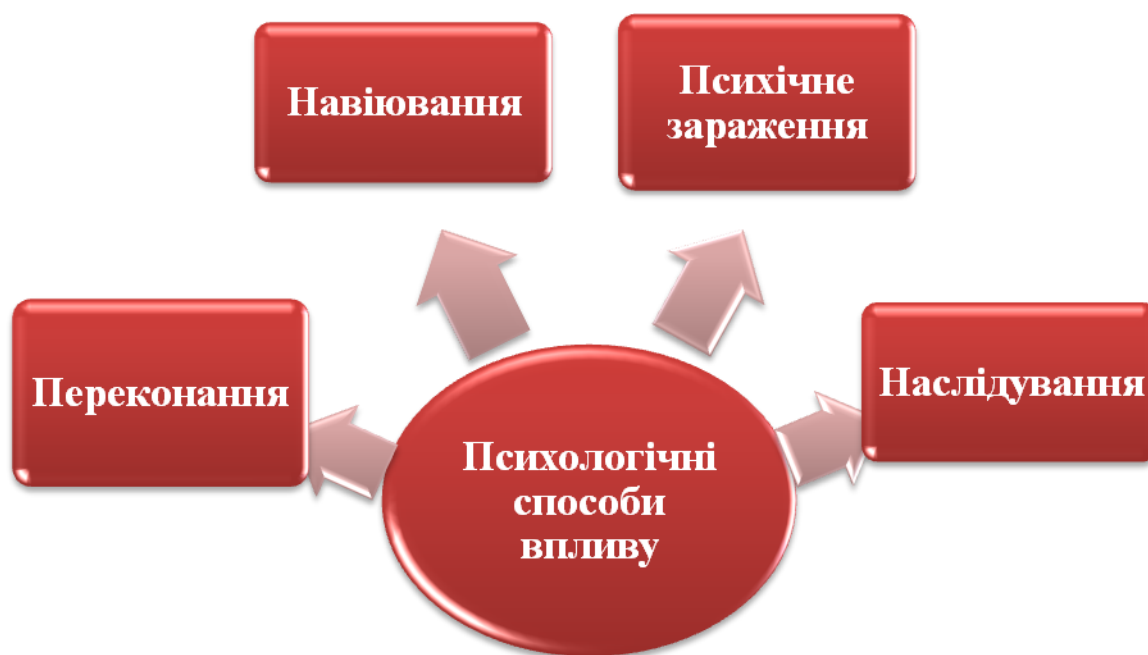 Навіювання
Психічне
зараження
Переконання
Наслідування
Психологічні
способи
впливу